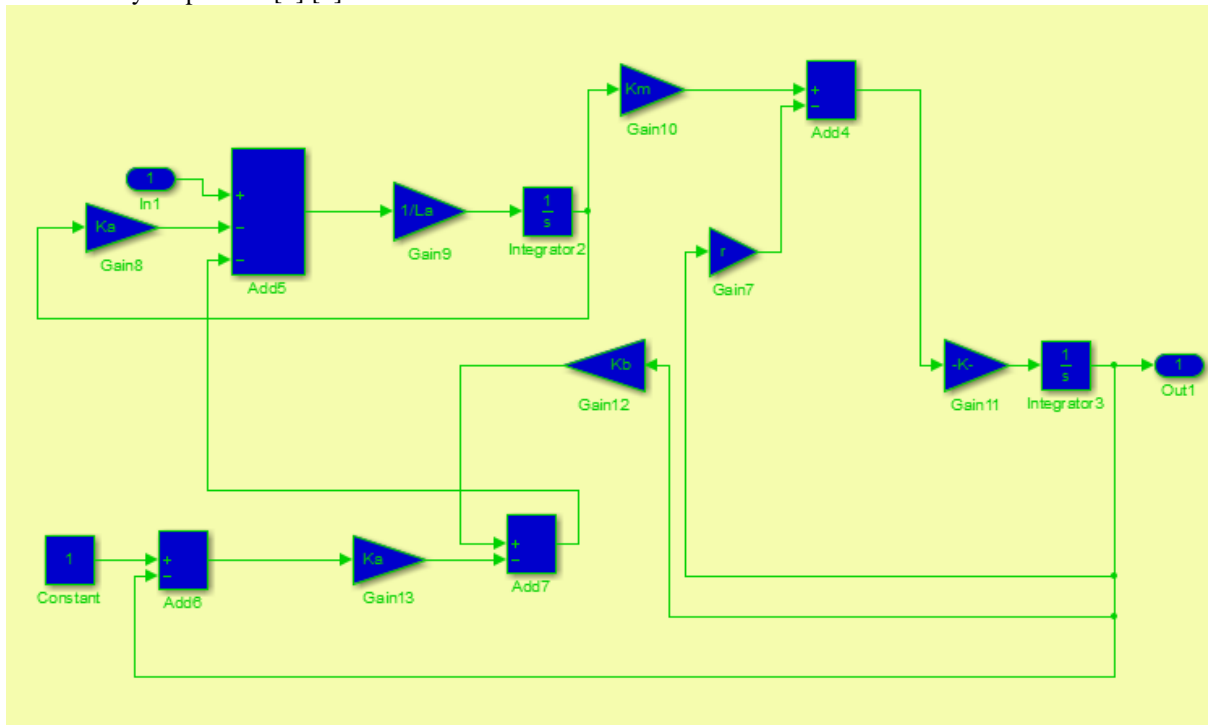 Km
+
−
Add4
Gain10
1
In1
+
−
−
Add5
Ka
Gain8
1/La
Gain9
1
s
Integrator2
r
Gain7
Kb
Gain12
-K-
Gain11
1
s
Integrator3
1
Out1
1
Constant
+
−
Add6
Ka
Gain13
+
−
Add7